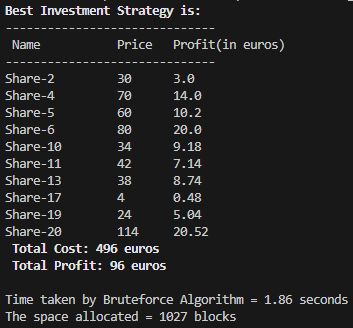 Best Investment Strategy is:
------------------------------
Name Price Profit(in euros)
------------------------------
Share-2 30 3.0
Share-4 70 14.0
Share-5 60 10.2
Share-6 80 20.0
Share-10 34 9.18
Share-11 42 7.14
Share-13 38 8.74
Share-17 4 0.48
Share-19 24 5.04
Share-20 114 20.52
Total Cost: 496 euros
Total Profit: 96 euros
Time taken by Bruteforce Algorithm = 1.86 seconds
The space allocated = 1027 blocks